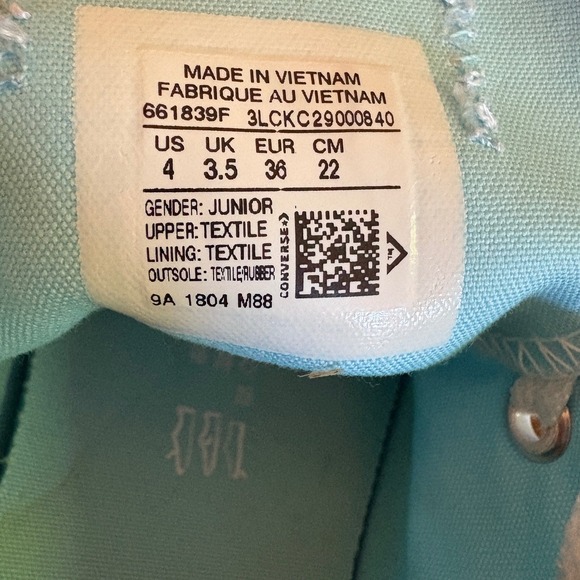 MADE IN VIETNAM
FABRIQUE AU VIETNAM
661839F 3LCKC29000840
US UK EUR CM
4 3.5 36 22
GENDER: JUNIOR
UPPER: TEXTILE
LINING: TEXTILE
OUTSOLE: TEXTILE/RUBBER
9A 1804 M88
CONVERSE
TM